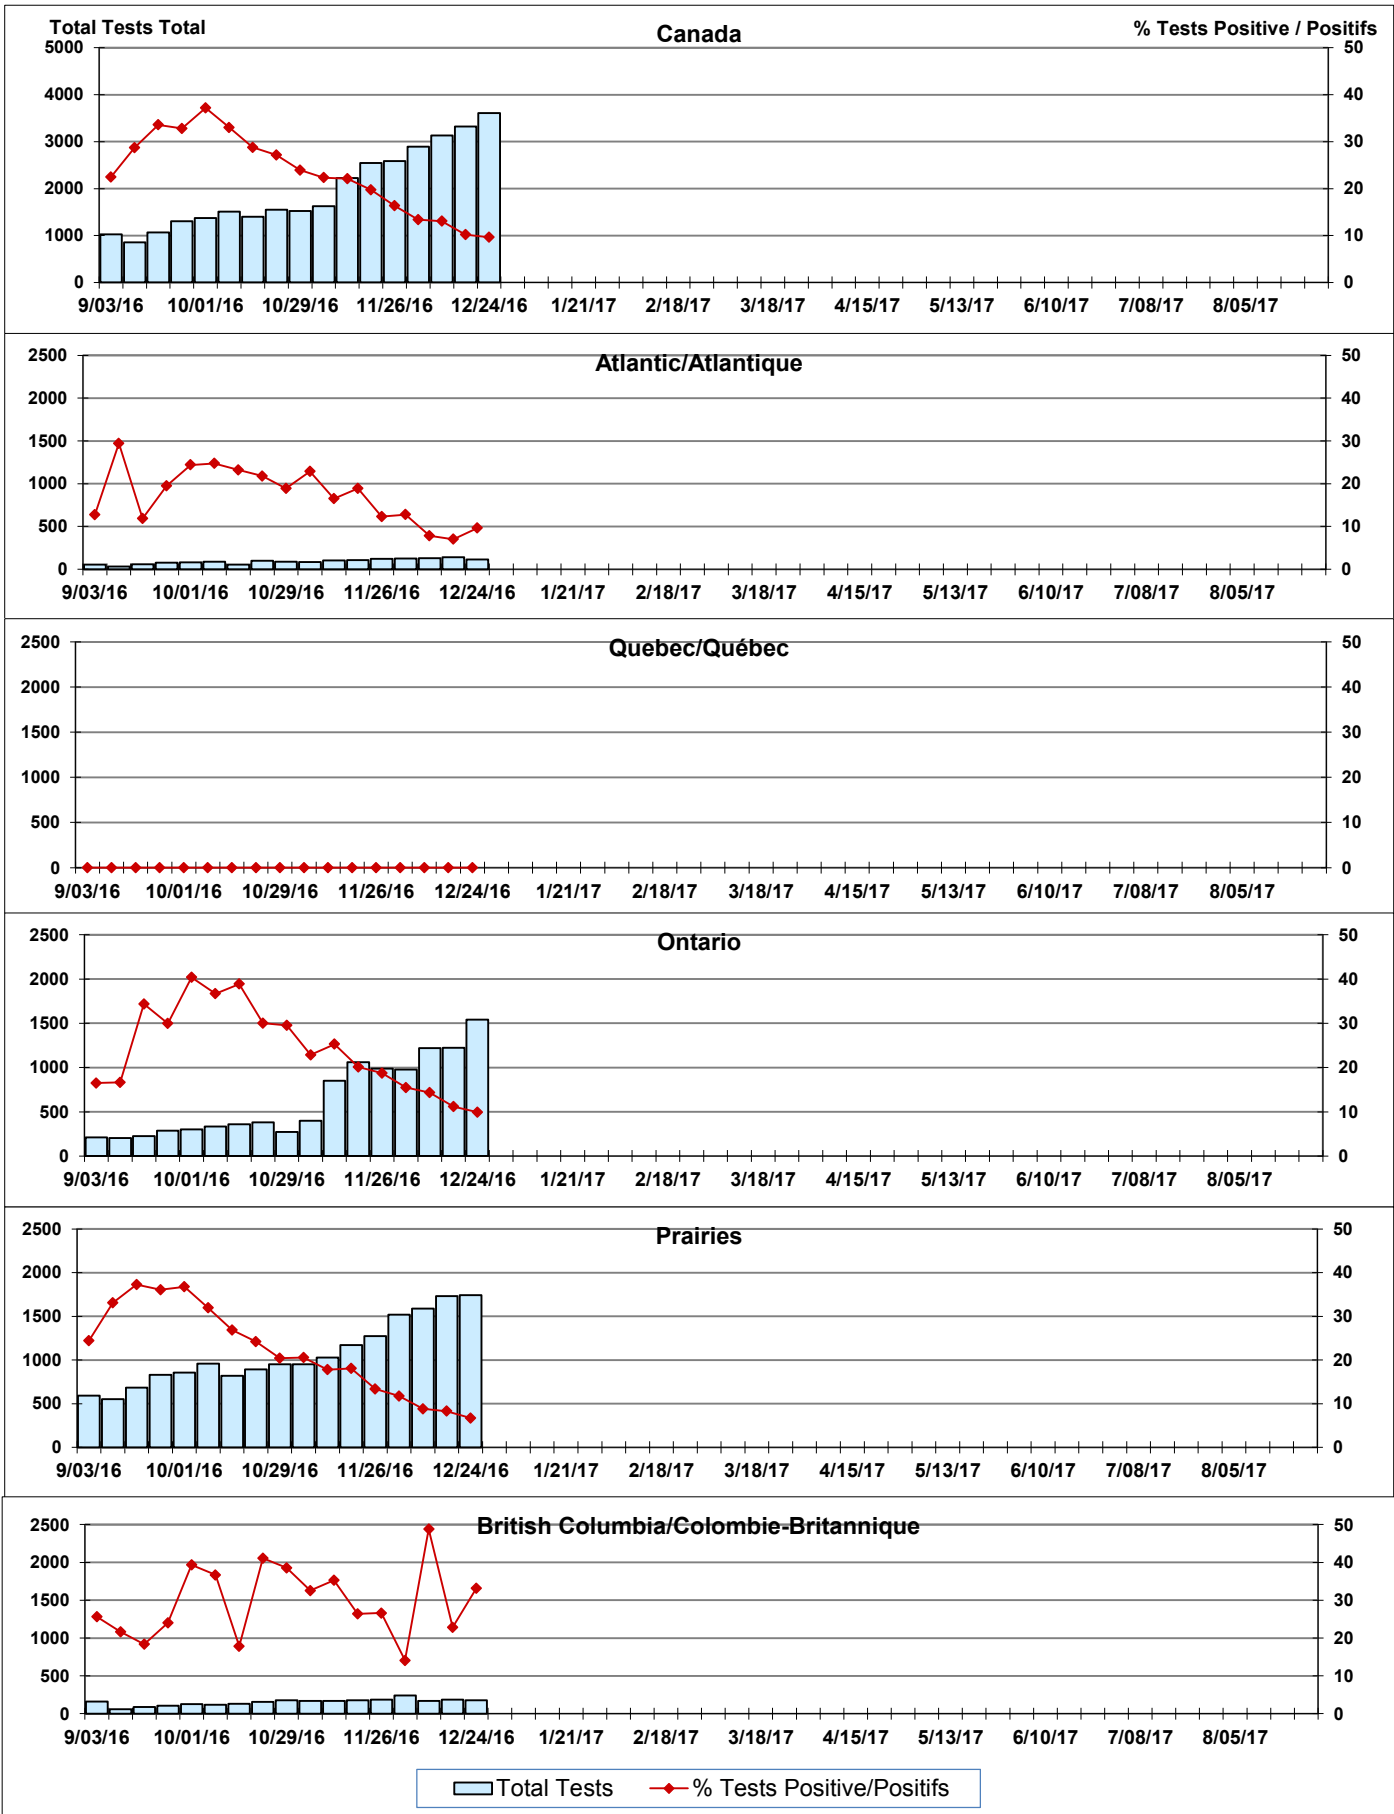 Total Tests Total Canada % Tests Positive / Positifs
5000 50
4000 40
3000 30
2000 20
1000 10
0 0
9/03/16 10/01/16 10/29/16 11/26/16 12/24/16 1/21/17 2/18/17 3/18/17 4/15/17 5/13/17 6/10/17 7/08/17 8/05/17
Atlantic/Atlantique
2500 50
2000 40
1500 30
1000 20
500 10
0 0
9/03/16 10/01/16 10/29/16 11/26/16 12/24/16 1/21/17 2/18/17 3/18/17 4/15/17 5/13/17 6/10/17 7/08/17 8/05/17
Quebec/Québec
2500 50
2000 40
1500 30
1000 20
500 10
0 0
9/03/16 10/01/16 10/29/16 11/26/16 12/24/16 1/21/17 2/18/17 3/18/17 4/15/17 5/13/17 6/10/17 7/08/17 8/05/17
Ontario
2500 50
2000 40
1500 30
1000 20
500 10
0 0
9/03/16 10/01/16 10/29/16 11/26/16 12/24/16 1/21/17 2/18/17 3/18/17 4/15/17 5/13/17 6/10/17 7/08/17 8/05/17
Prairies
2500 50
2000 40
1500 30
1000 20
500 10
0 0
9/03/16 10/01/16 10/29/16 11/26/16 12/24/16 1/21/17 2/18/17 3/18/17 4/15/17 5/13/17 6/10/17 7/08/17 8/05/17
British Columbia/Colombie-Britannique
2500 50
2000 40
1500 30
1000 20
500 10
0 0
9/03/16 10/01/16 10/29/16 11/26/16 12/24/16 1/21/17 2/18/17 3/18/17 4/15/17 5/13/17 6/10/17 7/08/17 8/05/17
Total Tests % Tests Positive/Positifs